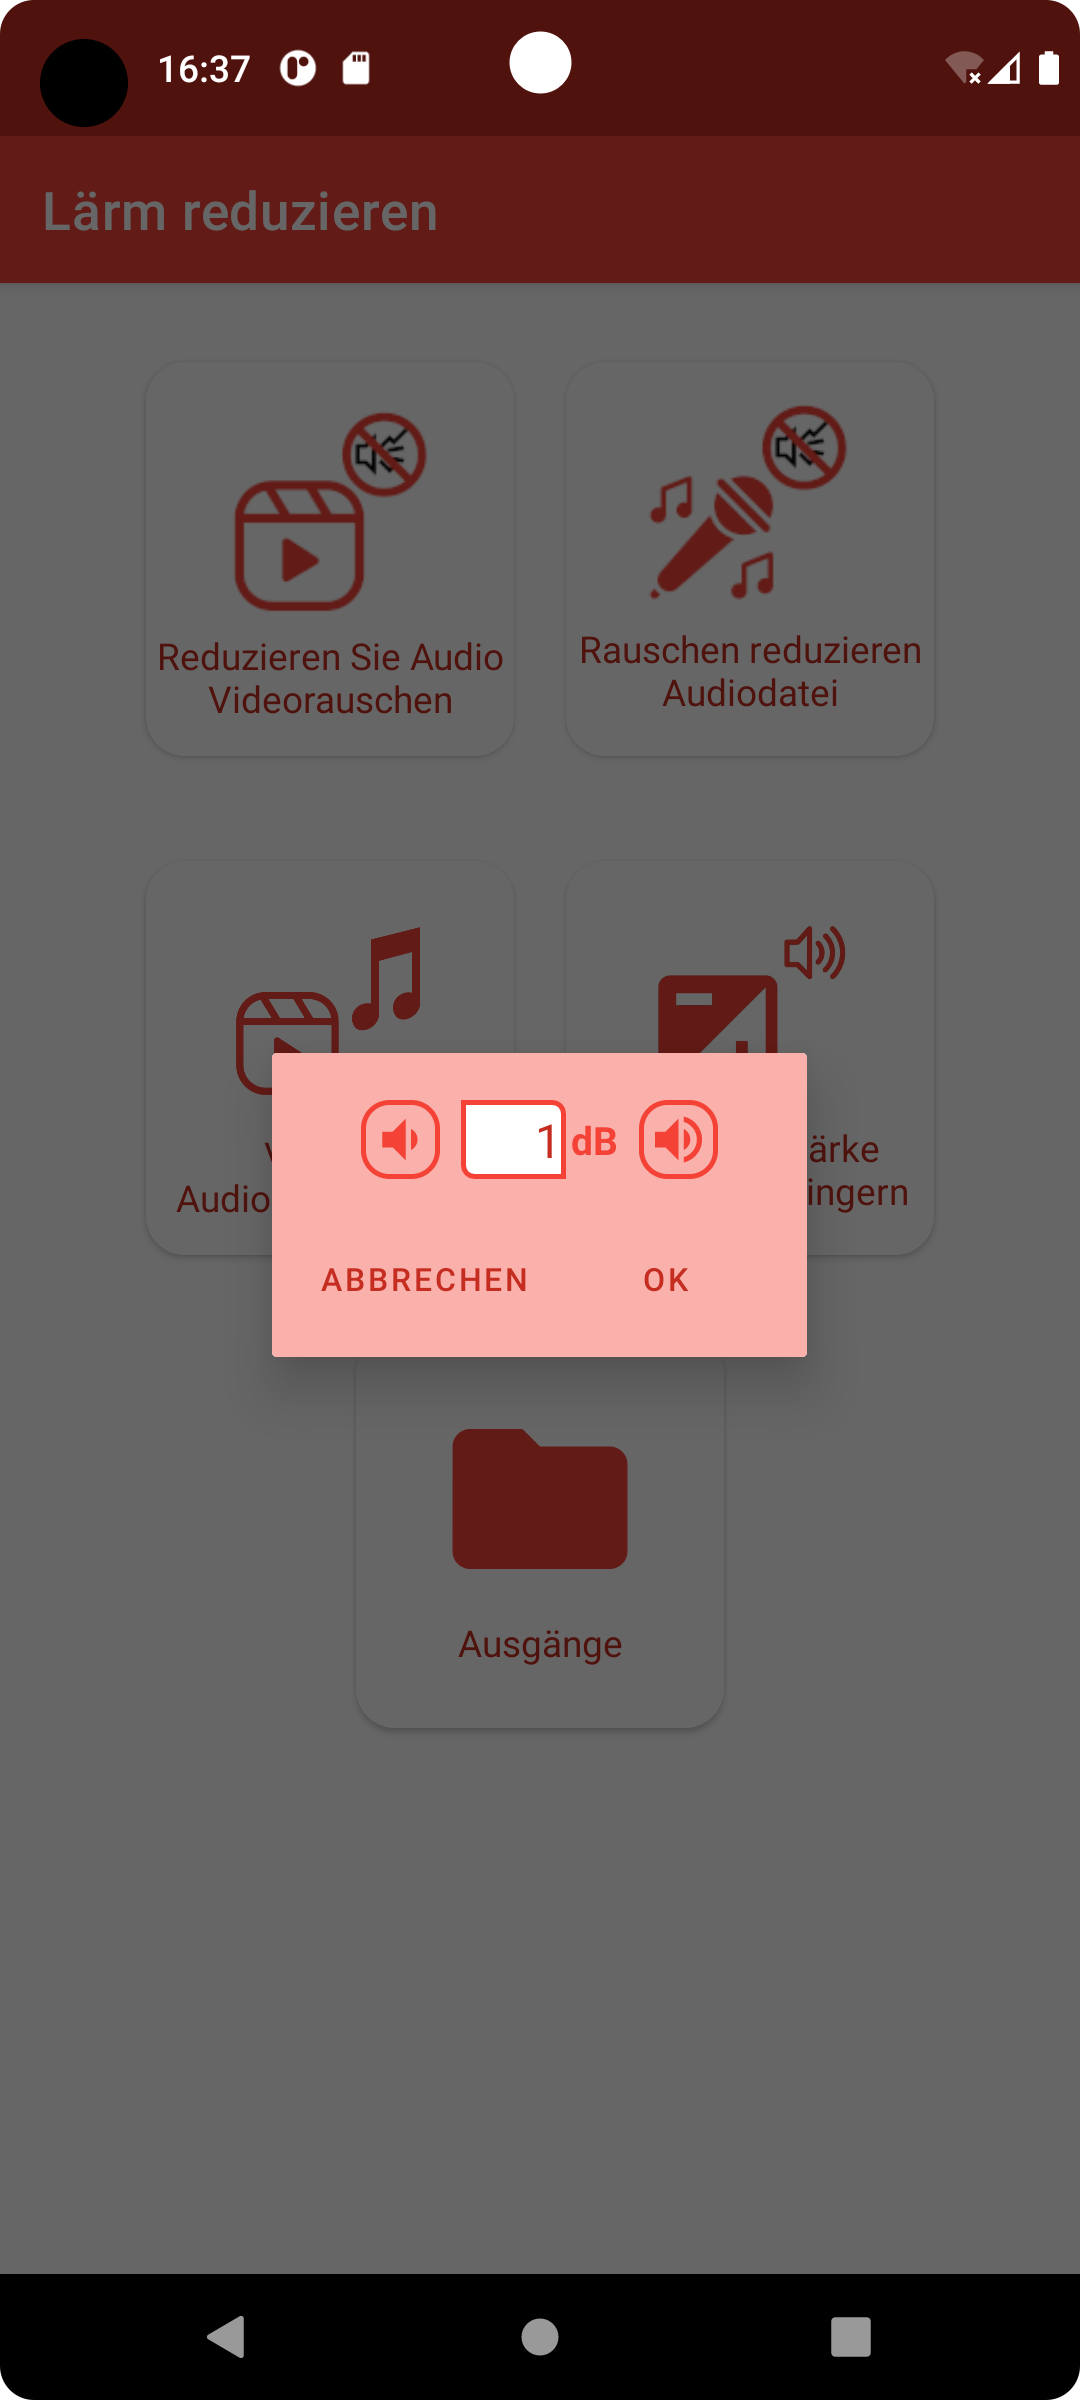 16:37
Lärm reduzieren
Reduzieren Sie Audio
Videorauschen
Rauschen reduzieren
Audiodatei
Audio
ärke
ingern
1 dB
ABBRECHEN
OK
Ausgänge